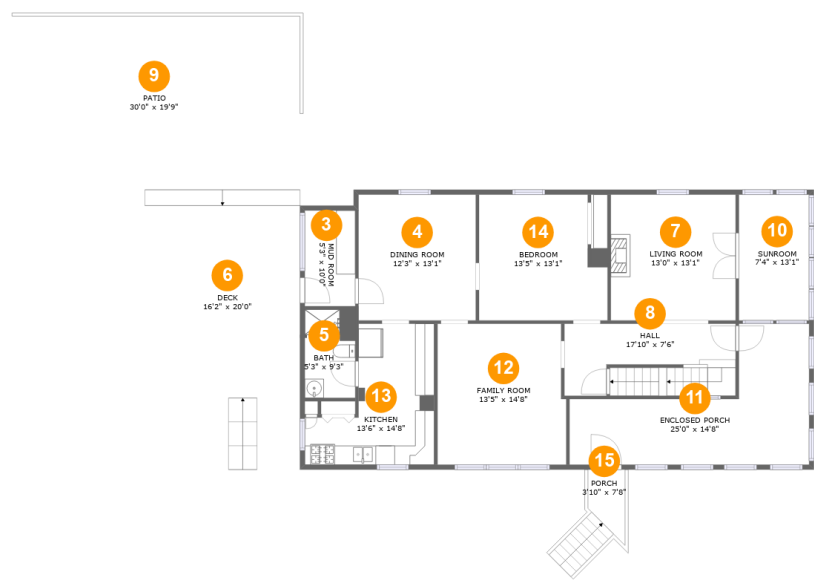 9
PATIO
30'0" x 19'9"
3
MUD ROOM
5'3" x 10'0"
4
DINING ROOM
12'3" x 13'1"
14
BEDROOM
13'5" x 13'1"
7
LIVING ROOM
13'0" x 13'1"
10
SUNROOM
7'4" x 13'1"
6
DECK
16'2" x 20'0"
5
BATH
5'3" x 9'3"
8
HALL
17'10" x 7'6"
12
FAMILY ROOM
13'5" x 14'8"
13
KITCHEN
13'6" x 14'8"
11
ENCLOSED PORCH
25'0" x 14'8"
15
PORCH
3'10" x 7'8"